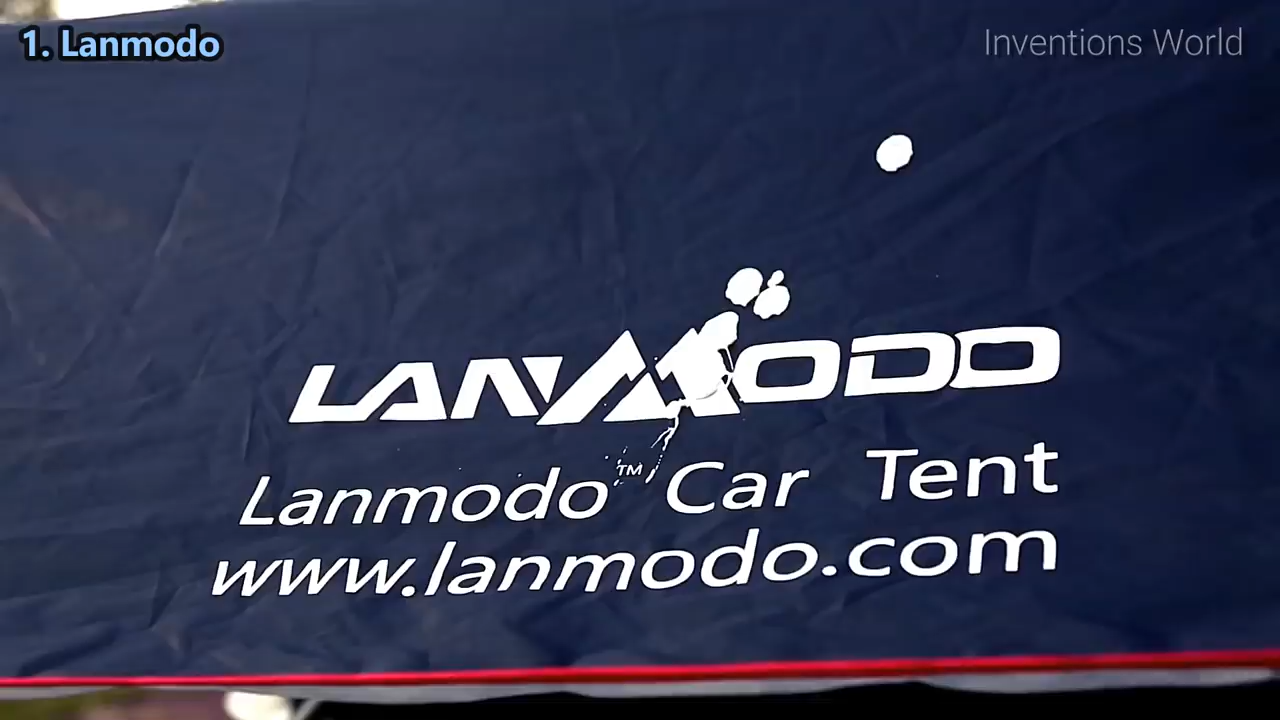 1. Lanmodo
Inventions World
LANMODO
Lanmodo™ Car Tent
www.lanmodo.com